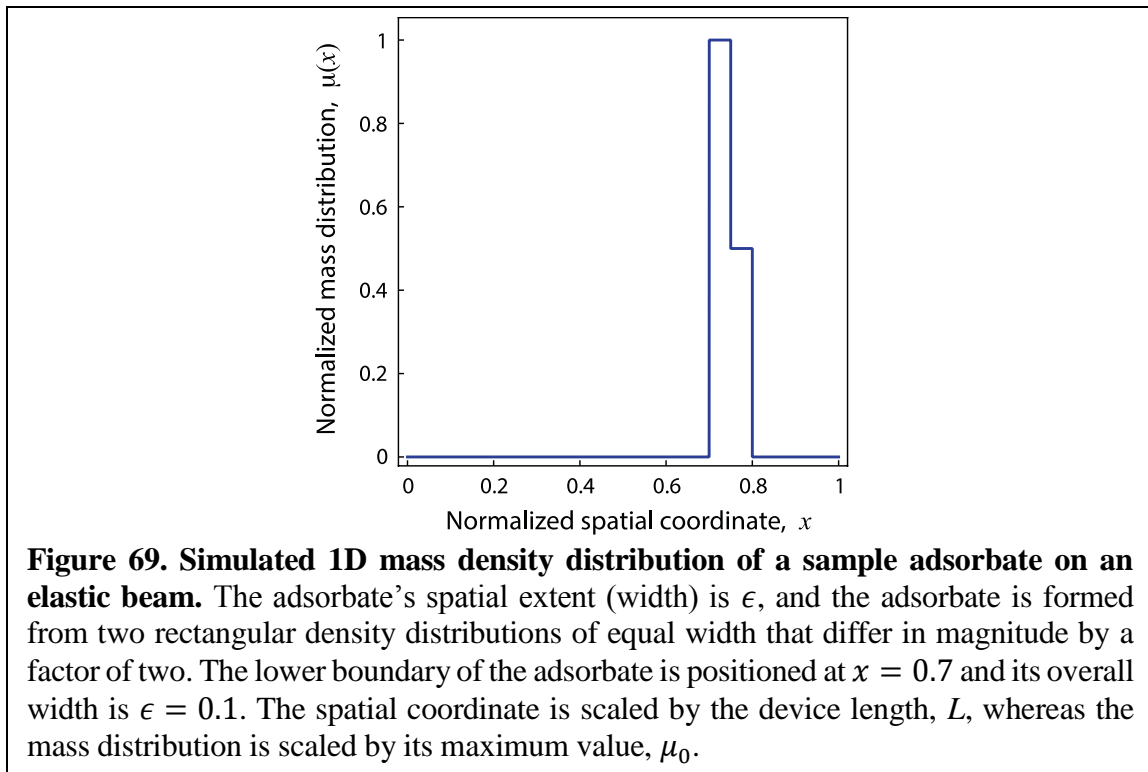 1
0.8
0.6
0.4
0.2
0
Normalized mass distribution, μ(x)
0 0.2 0.4 0.6 0.8 1
Normalized spatial coordinate, x
Figure 69. Simulated 1D mass density distribution of a sample adsorbate on an
elastic beam. The adsorbate’s spatial extent (width) is ϵ, and the adsorbate is formed
from two rectangular density distributions of equal width that differ in magnitude by a
factor of two. The lower boundary of the adsorbate is positioned at x = 0.7 and its overall
width is ϵ = 0.1. The spatial coordinate is scaled by the device length, L, whereas the
mass distribution is scaled by its maximum value, μ₀.